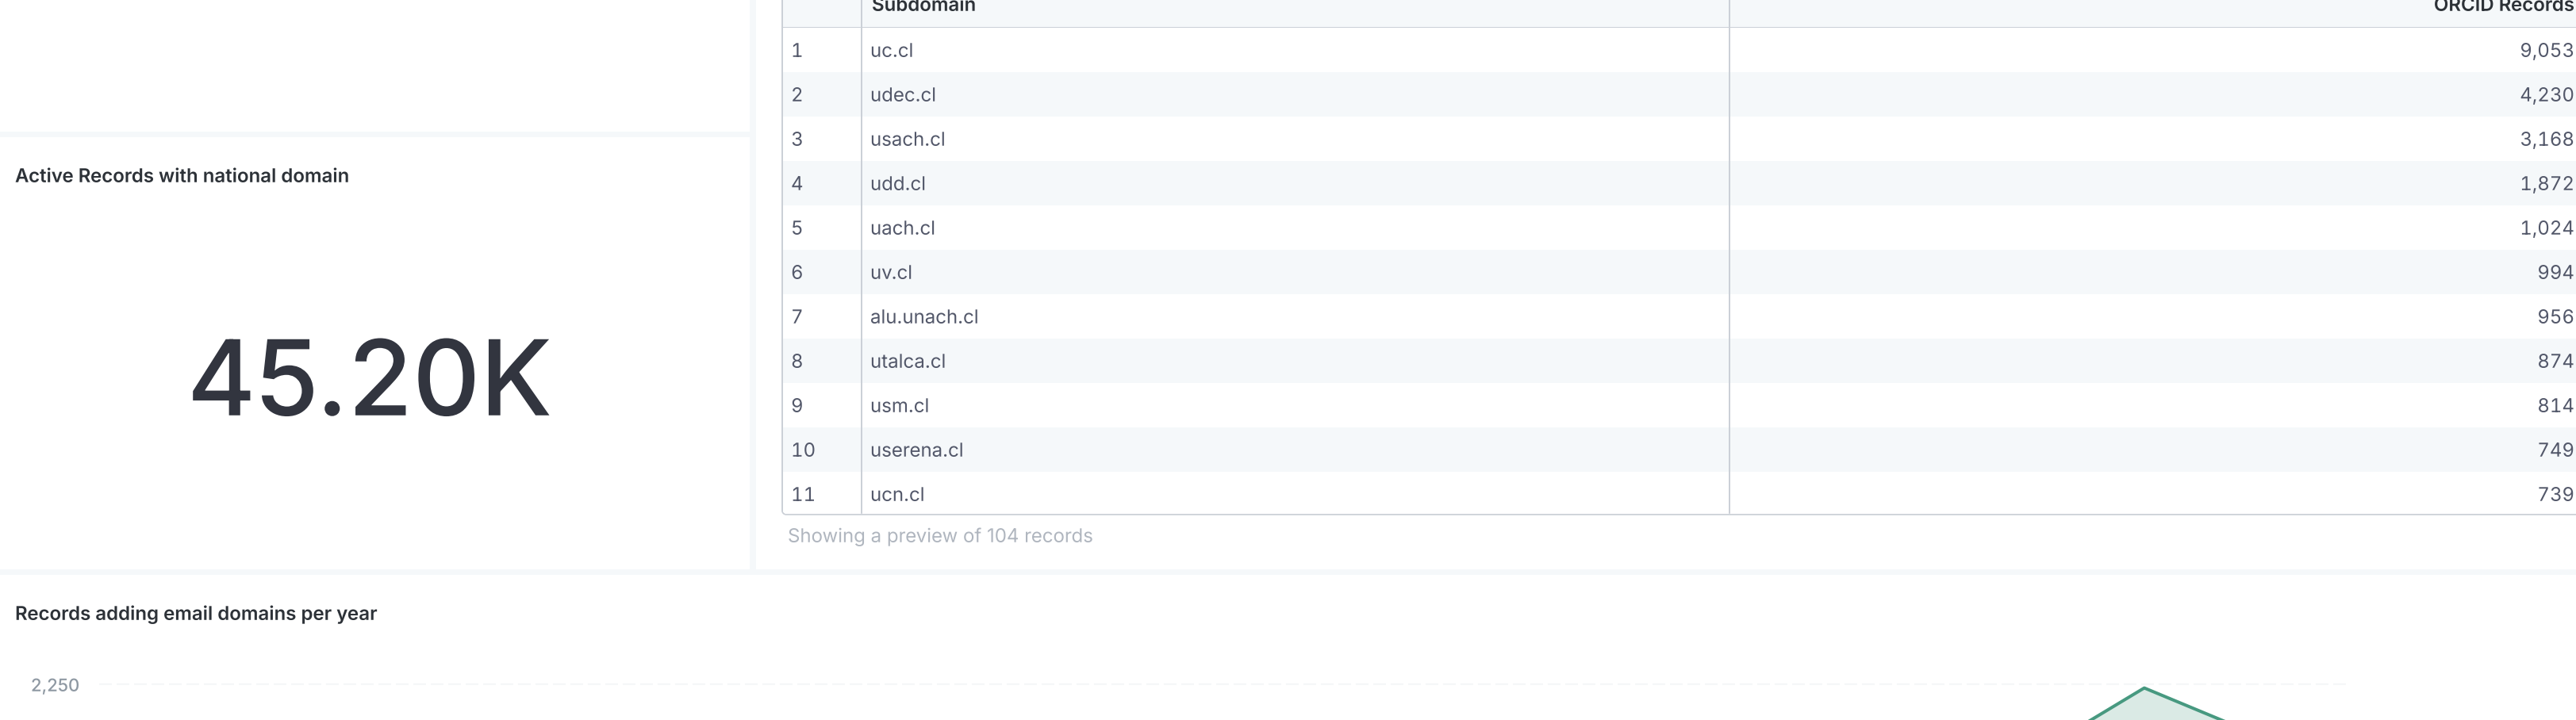 Subdomain ORCID Records
1 uc.cl 9,053
2 udec.cl 4,230
3 usach.cl 3,168
4 udd.cl 1,872
5 uach.cl 1,024
6 uv.cl 994
7 alu.unach.cl 956
8 utalca.cl 874
9 usm.cl 814
10 userena.cl 749
11 ucn.cl 739
Showing a preview of 104 records
Active Records with national domain
45.20K
Records adding email domains per year
2,250